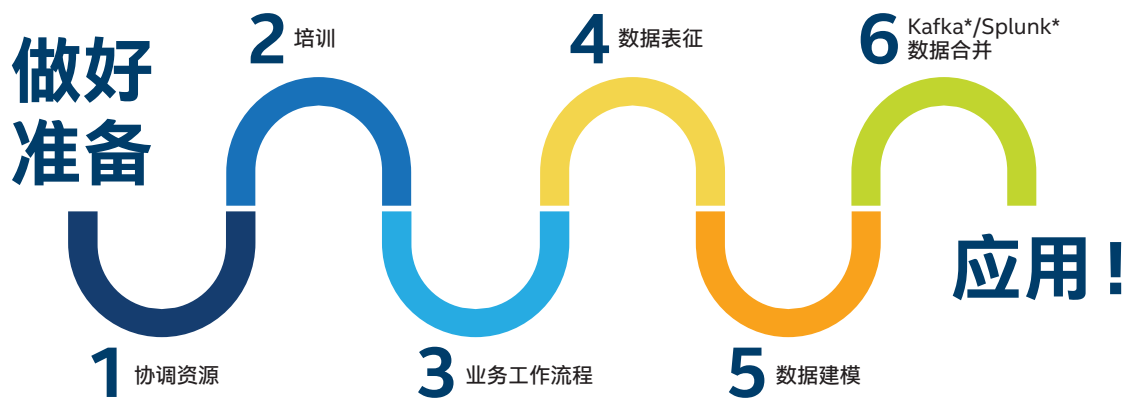 做好
准备
1 协调资源
2 培训
3 业务工作流程
4 数据表征
5 数据建模
6 Kafka*/Splunk*
数据合并
应用！